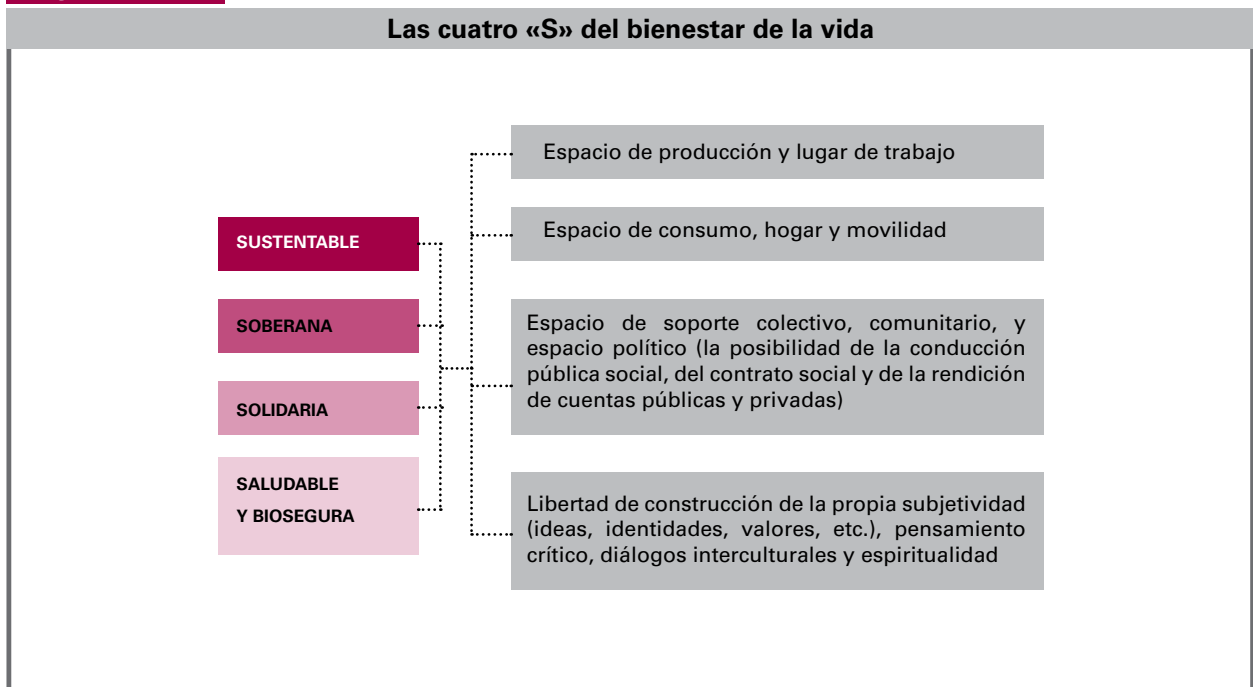 Las cuatro «S» del bienestar de la vida
SUSTENTABLE
SOBERANA
SOLIDARIA
SALUDABLE
Y BIOSEGURA
Espacio de producción y lugar de trabajo
Espacio de consumo, hogar y movilidad
Espacio de soporte colectivo, comunitario, y
espacio político (la posibilidad de la conducción
pública social, del contrato social y de la rendición
de cuentas públicas y privadas)
Libertad de construcción de la propia subjetividad
(ideas, identidades, valores, etc.), pensamiento
crítico, diálogos interculturales y espiritualidad